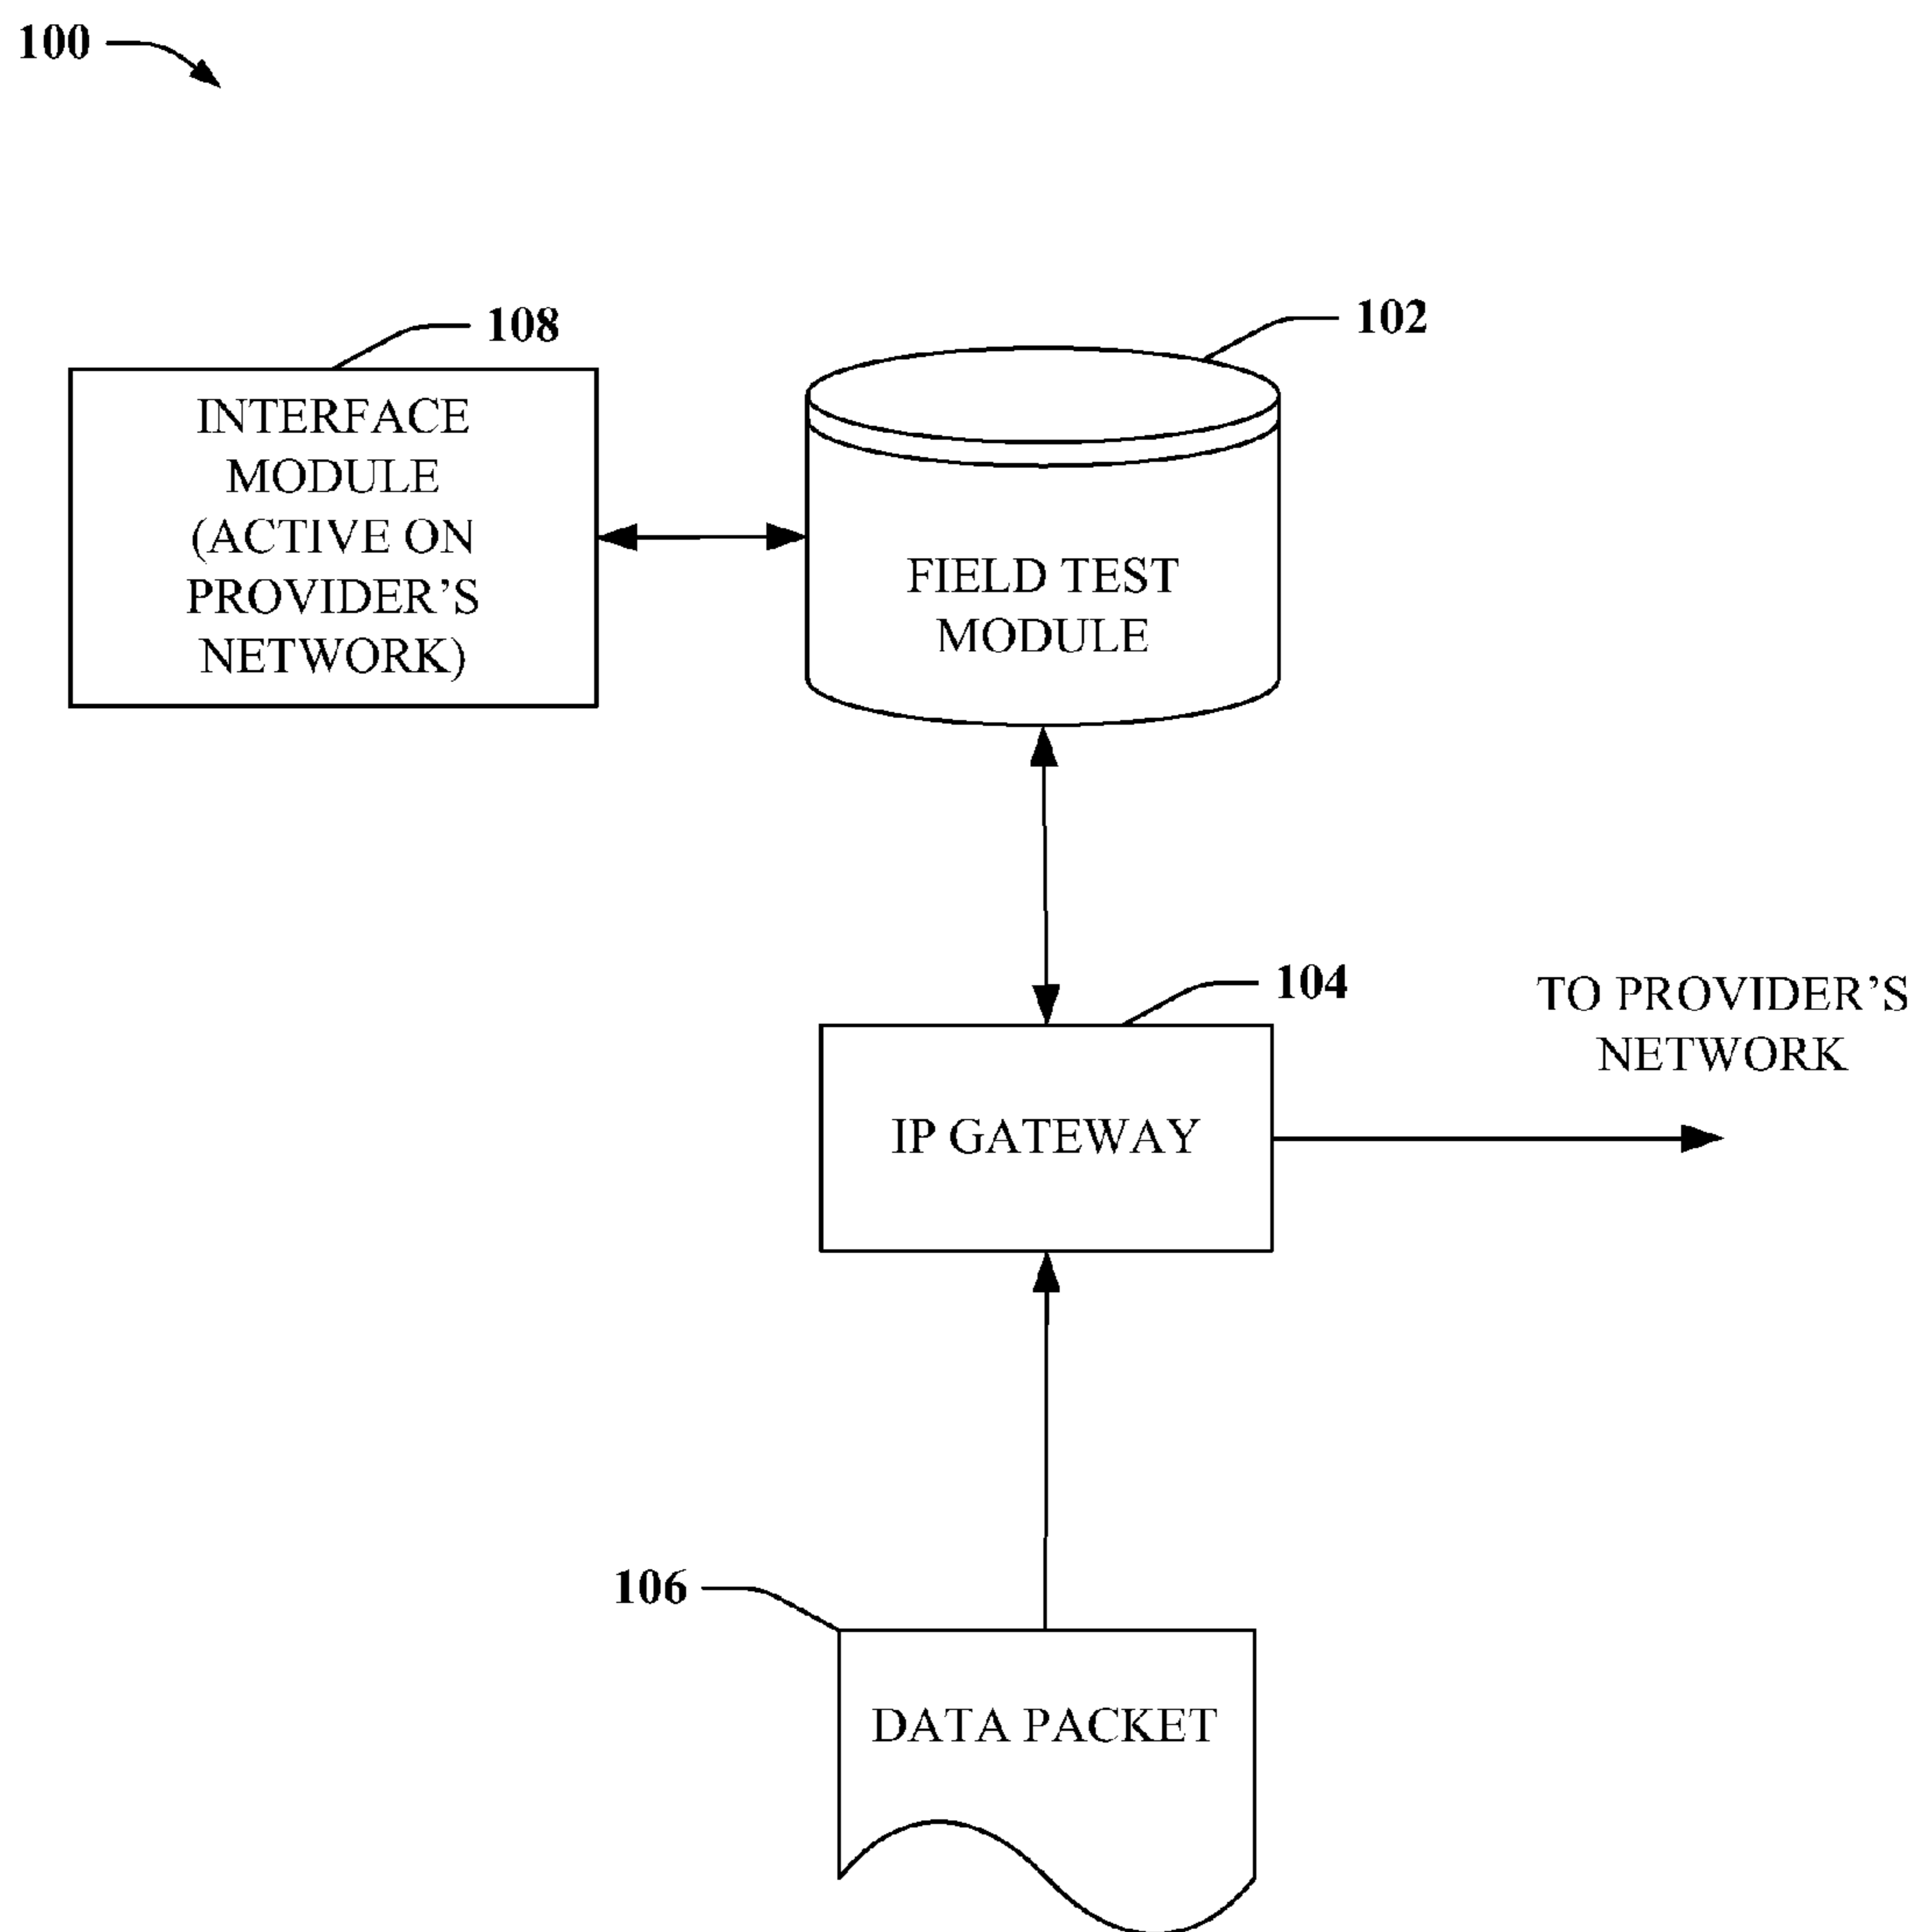 100
108
102
INTERFACE
MODULE
(ACTIVE ON
PROVIDER’S
NETWORK)
FIELD TEST
MODULE
104
TO PROVIDER’S
NETWORK
IP GATEWAY
106
DATA PACKET